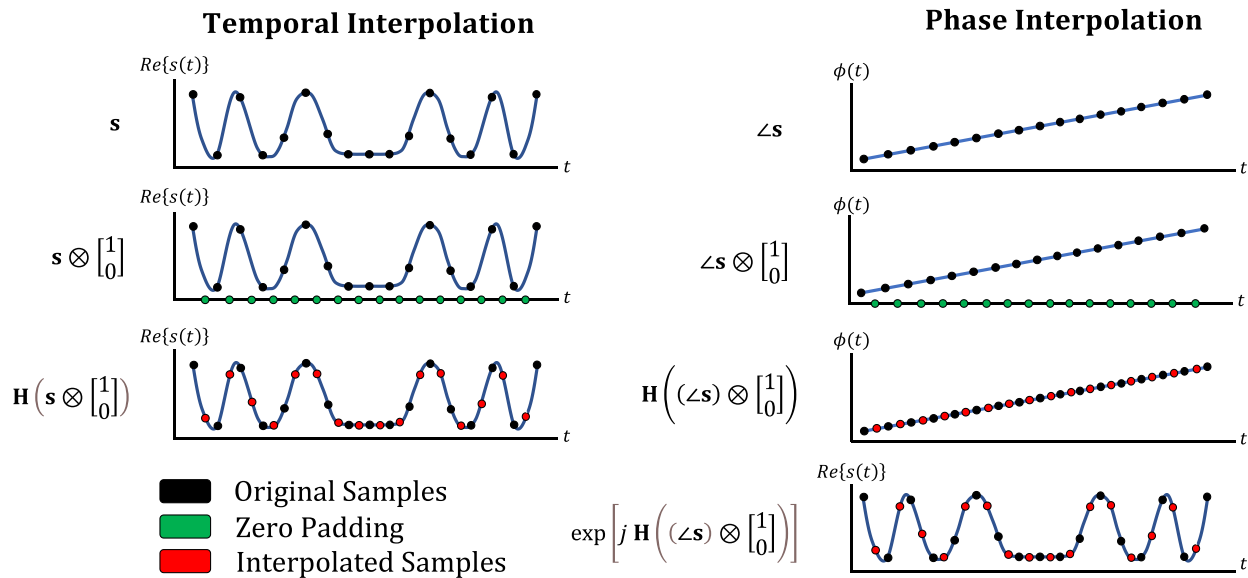 Temporal Interpolation
Re{s(t)}
s
t
Re{s(t)}
s ⊗ [1 0]
t
Re{s(t)}
H(s ⊗ [1 0])
t
Original Samples
Zero Padding
Interpolated Samples
Phase Interpolation
ϕ(t)
∠s
t
ϕ(t)
∠s ⊗ [1 0]
t
ϕ(t)
H((∠s) ⊗ [1 0])
t
Re{s(t)}
exp[j H((∠s) ⊗ [1 0])]
t